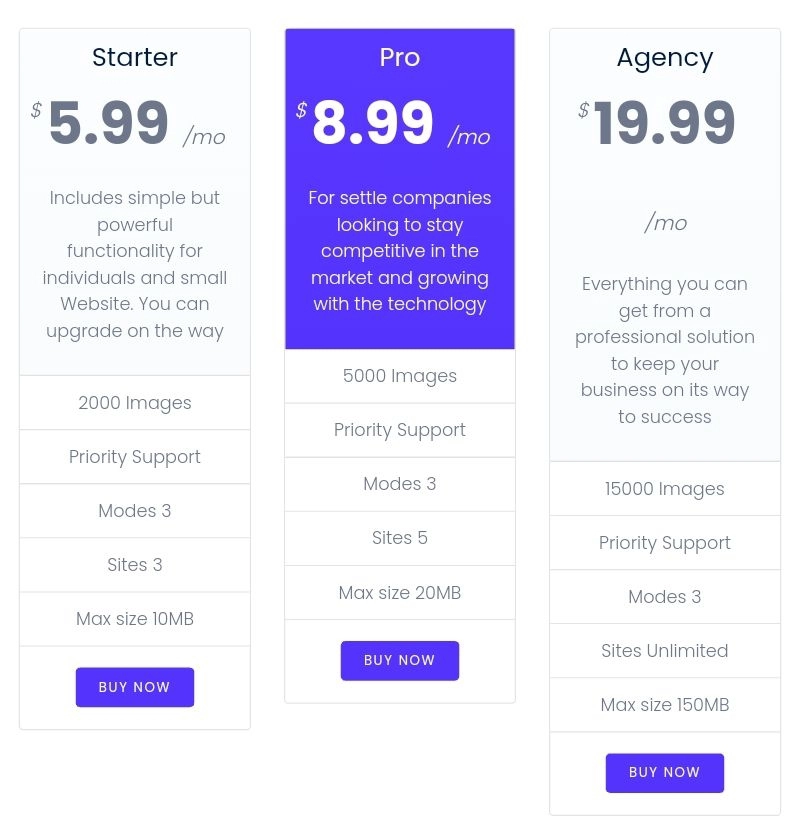 Starter
$ 5.99 /mo
Includes simple but
powerful
functionality for
individuals and small
Website. You can
upgrade on the way
2000 Images
Priority Support
Modes 3
Sites 3
Max size 10MB
BUY NOW
Pro
$ 8.99 /mo
For settle companies
looking to stay
competitive in the
market and growing
with the technology
5000 Images
Priority Support
Modes 3
Sites 5
Max size 20MB
BUY NOW
Agency
$ 19.99
/mo
Everything you can
get from a
professional solution
to keep your
business on its way
to success
15000 Images
Priority Support
Modes 3
Sites Unlimited
Max size 150MB
BUY NOW